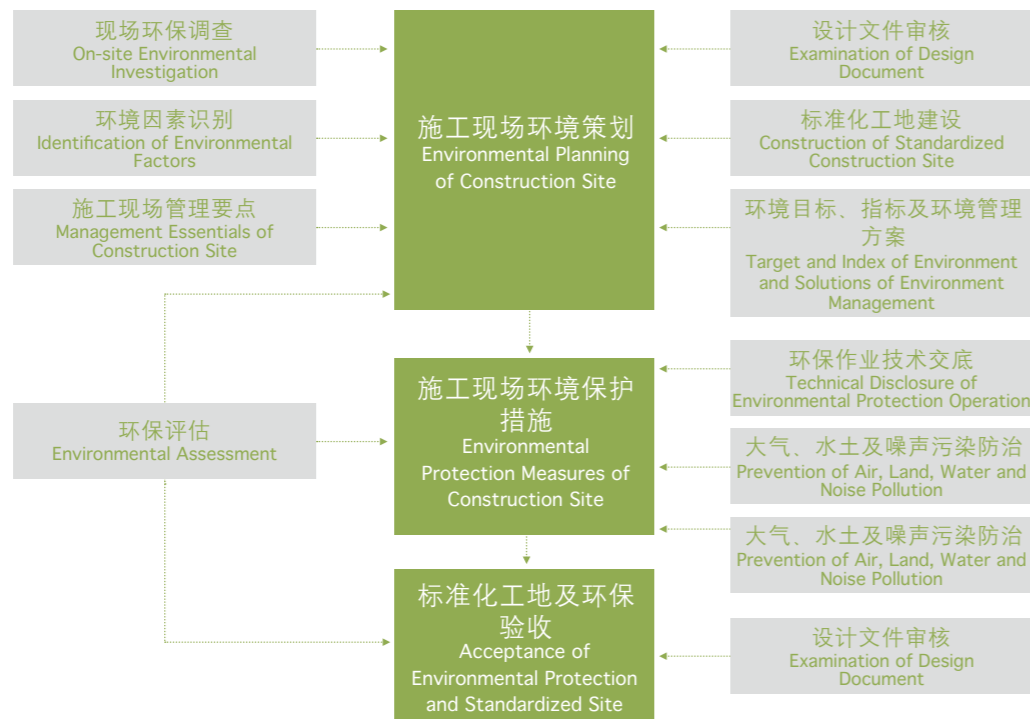 现场环保调查
On-site Environmental
Investigation
环境因素识别
Identification of Environmental
Factors
施工现场管理要点
Management Essentials of
Construction Site
环保评估
Environmental Assessment
施工现场环境策划
Environmental Planning
of Construction Site
施工现场环境保护
措施
Environmental
Protection Measures of
Construction Site
标准化工地及环保
验收
Acceptance of
Environmental Protection
and Standardized Site
设计文件审核
Examination of Design
Document
标准化工地建设
Construction of Standardized
Construction Site
环境目标、指标及环境管理
方案
Target and Index of Environment
and Solutions of Environment
Management
环保作业技术交底
Technical Disclosure of
Environmental Protection Operation
大气、水土及噪声污染防治
Prevention of Air, Land, Water and
Noise Pollution
大气、水土及噪声污染防治
Prevention of Air, Land, Water and
Noise Pollution
设计文件审核
Examination of Design
Document